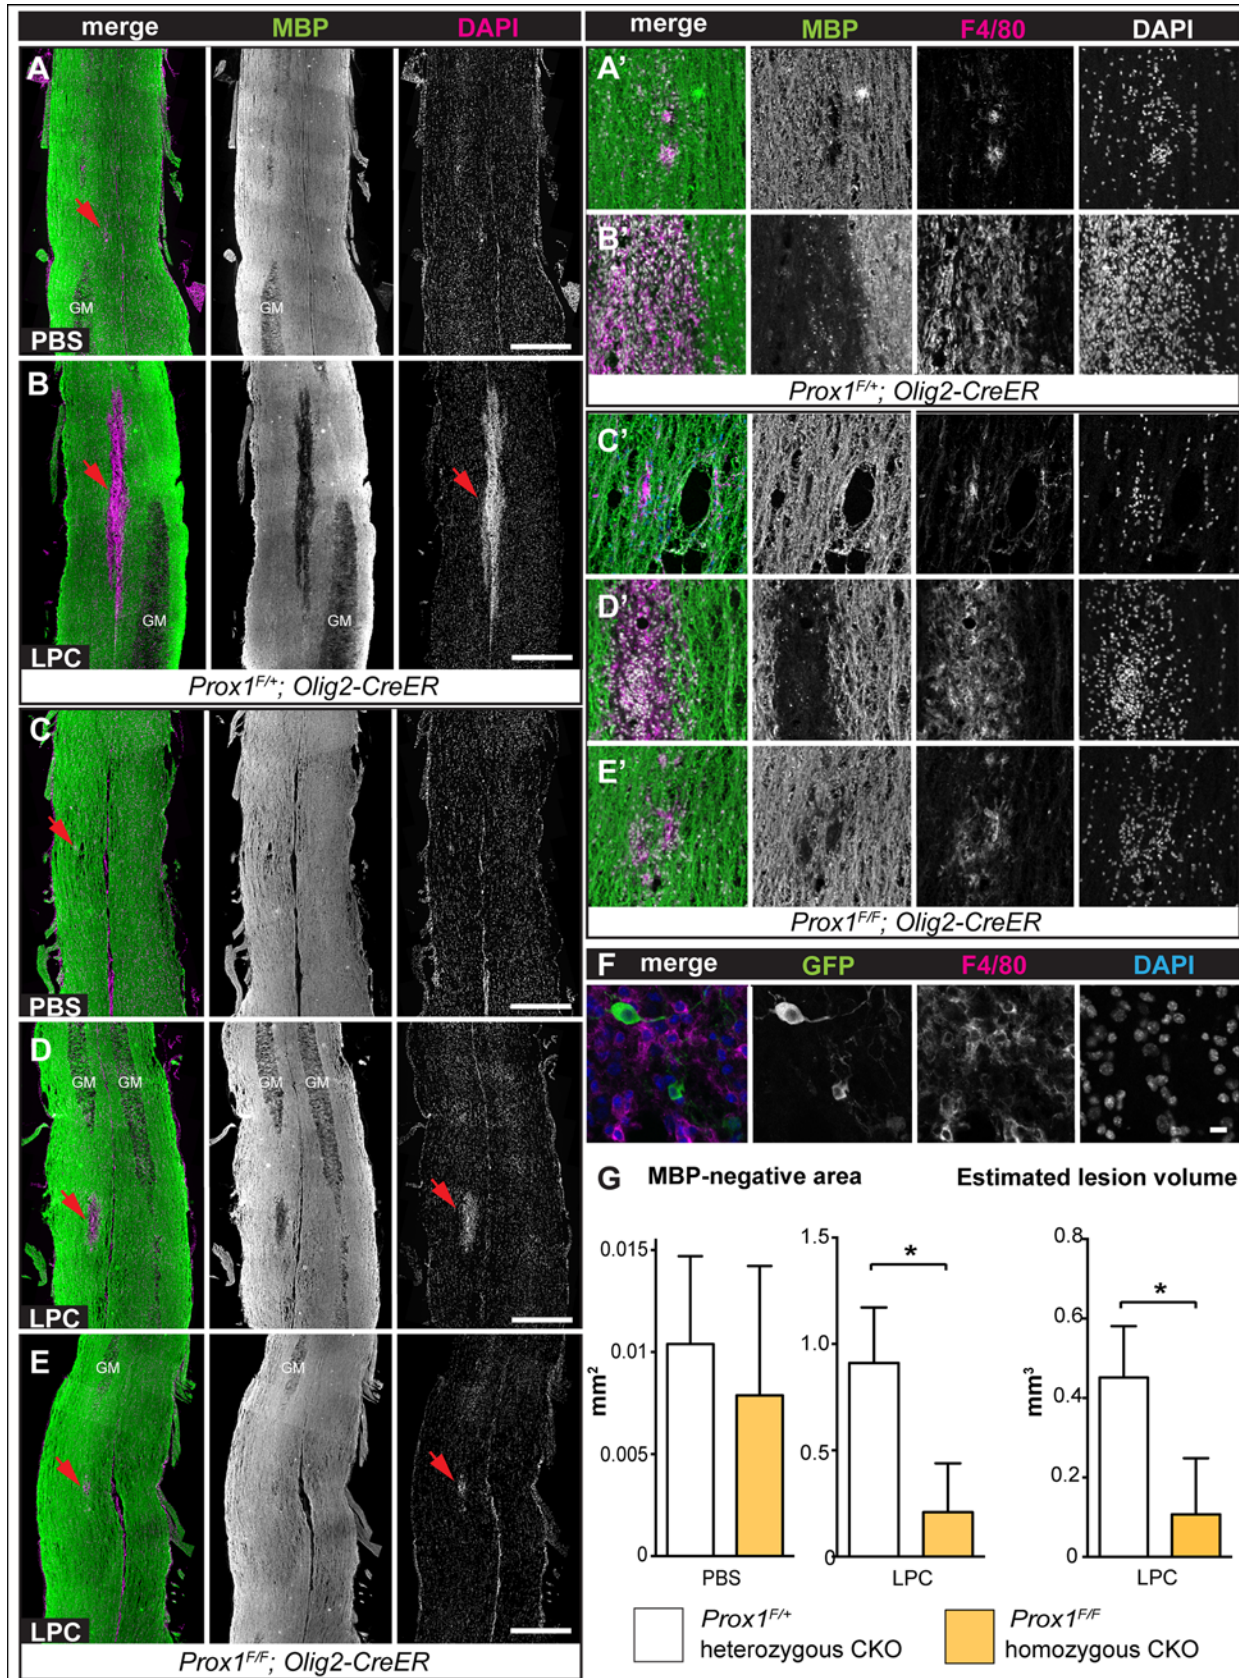 merge MBP DAPI
A
GM GM
PBS
B
GM GM
LPC
Prox1F/+; Olig2-CreER
C
PBS
D
GM GM GM GM
LPC
E
GM GM
LPC
Prox1F/F; Olig2-CreER
merge MBP F4/80 DAPI
A’
B’
Prox1F/+; Olig2-CreER
C’
D’
E’
Prox1F/F; Olig2-CreER
F merge GFP F4/80 DAPI
G MBP-negative area Estimated lesion volume
0.015
0.01
0.005
0
mm2
PBS
1.5
1.0
0.5
0
*
LPC
0.8
0.6
0.4
0.2
0
mm3
*
LPC
Prox1F/+
heterozygous CKO
Prox1F/F
homozygous CKO